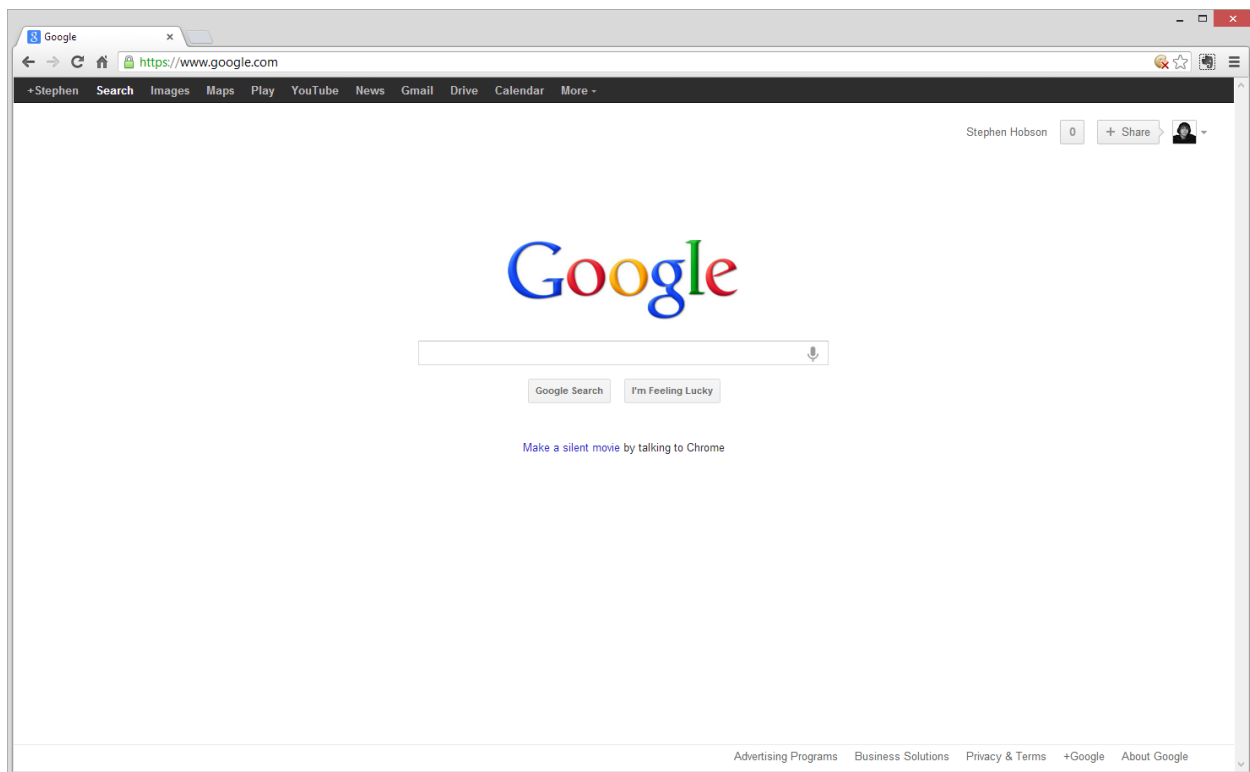 Google
https://www.google.com
+Stephen Search Images Maps Play YouTube News Gmail Drive Calendar More
Stephen Hobson 0 + Share
Google
Google Search I'm Feeling Lucky
Make a silent movie by talking to Chrome
Advertising Programs Business Solutions Privacy & Terms +Google About Google